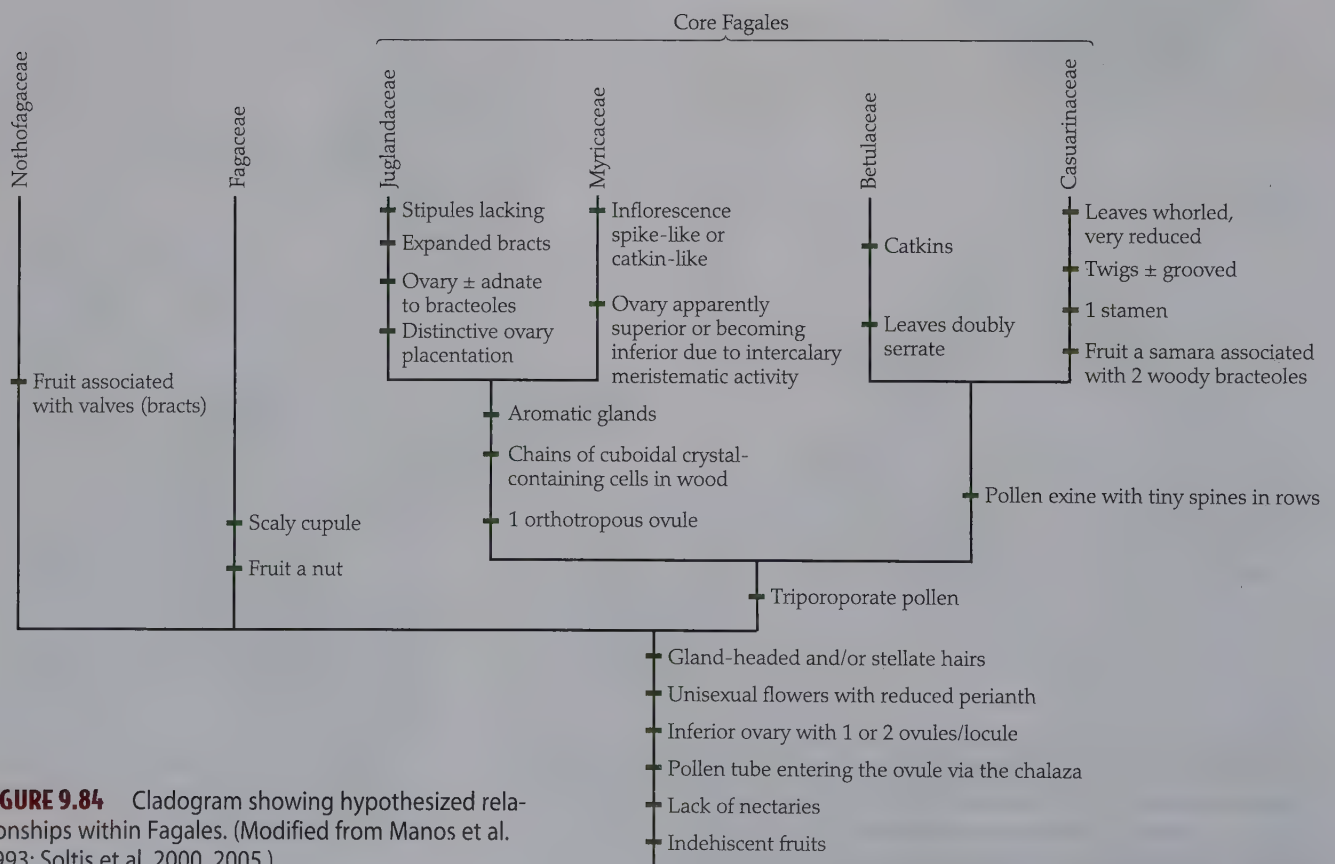 Core Fagales
Nothofagaceae
Fagaceae
Juglandaceae
Myricaceae
Betulaceae
Casuarinaceae
Stipules lacking
Expanded bracts
Ovary ± adnate
to bracteoles
Distinctive ovary
placentation
Inflorescence
spike-like or
catkin-like
Ovary apparently
superior or becoming
inferior due to intercalary
meristematic activity
Catkins
Leaves doubly
serrate
Leaves whorled,
very reduced
Twigs ± grooved
1 stamen
Fruit a samara associated
with 2 woody bracteoles
Fruit associated
with valves (bracts)
Aromatic glands
Chains of cuboidal crystal-
containing cells in wood
1 orthotropous ovule
Pollen exine with tiny spines in rows
Scaly cupule
Fruit a nut
Triporoporate pollen
Gland-headed and/or stellate hairs
Unisexual flowers with reduced perianth
Inferior ovary with 1 or 2 ovules/locule
Pollen tube entering the ovule via the chalaza
Lack of nectaries
Indehiscent fruits
GURE 9.84 Cladogram showing hypothesized rela-
onships within Fagales. (Modified from Manos et al.
993; Soltis et al. 2000, 2005.)